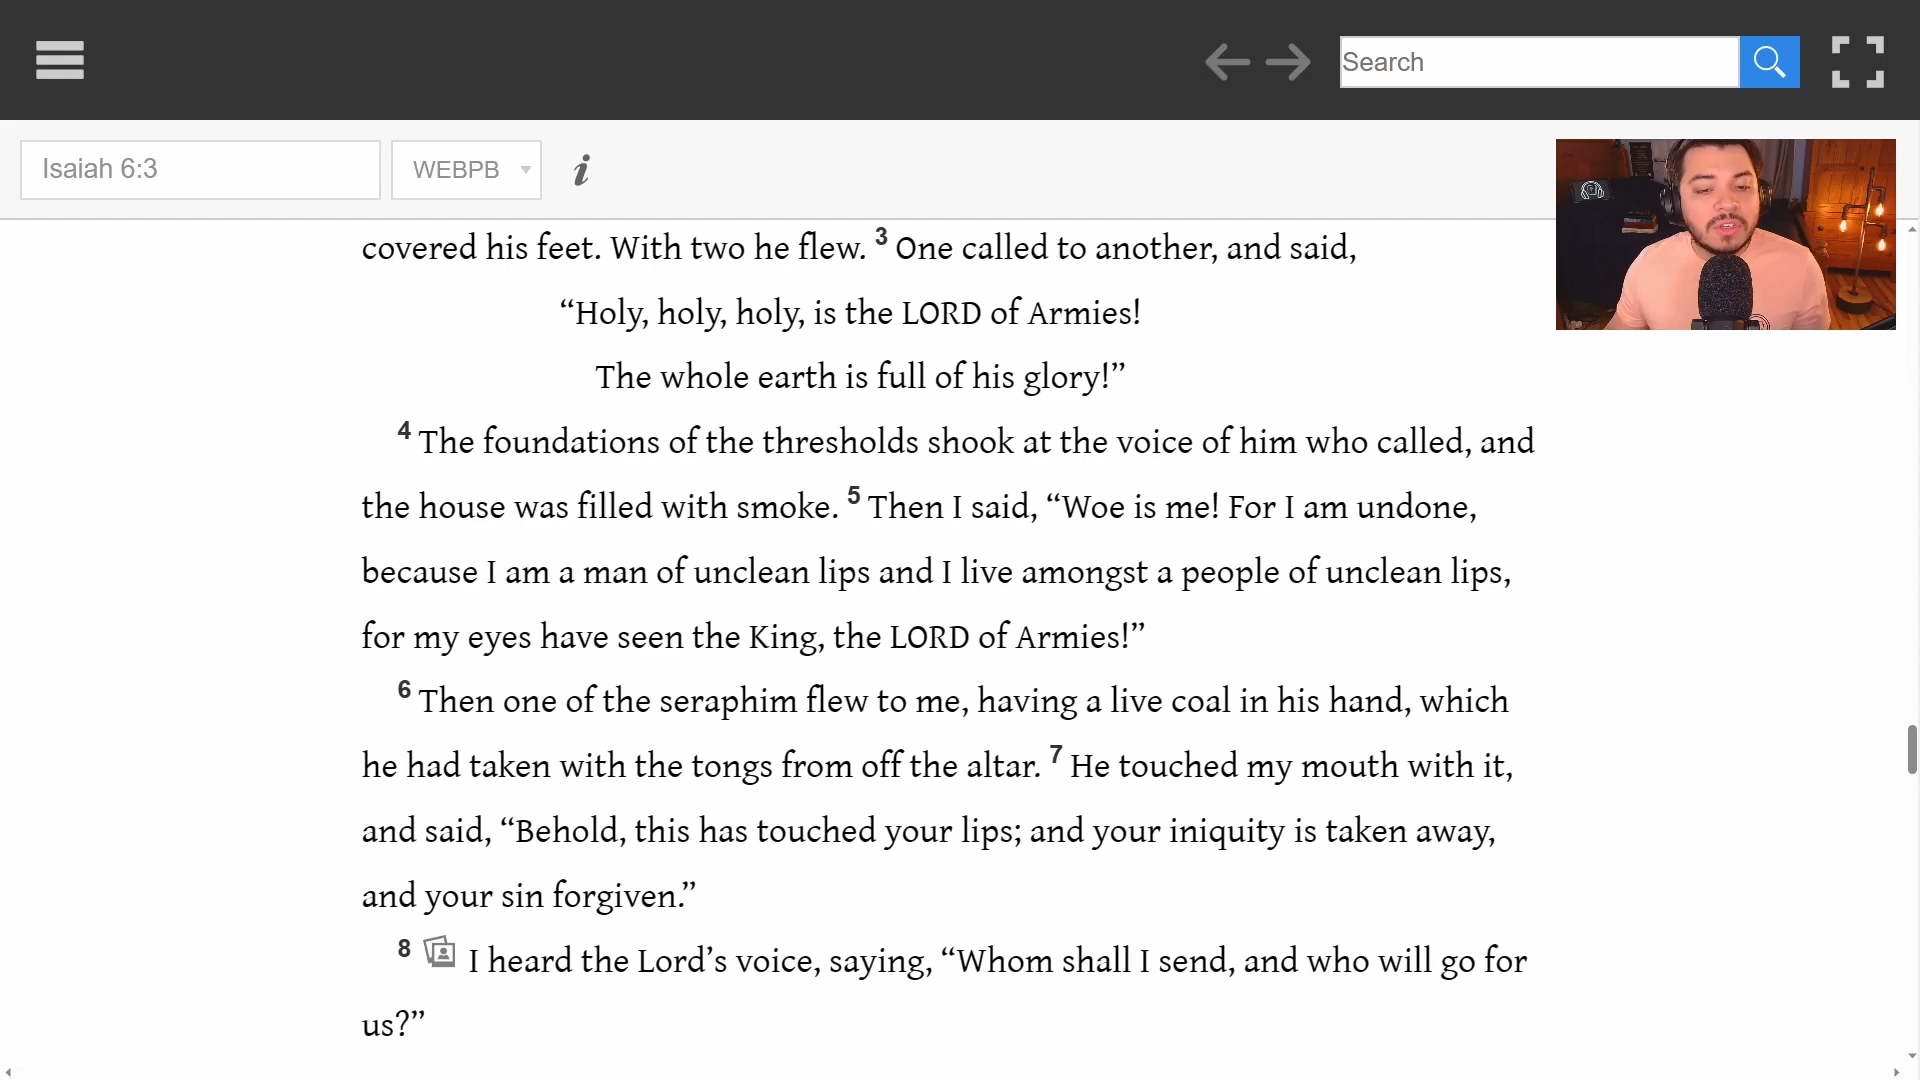 Search
Isaiah 6:3
WEBPB
i
covered his feet. With two he flew. 3 One called to another, and said,
“Holy, holy, holy, is the LORD of Armies!
The whole earth is full of his glory!”
4 The foundations of the thresholds shook at the voice of him who called, and
the house was filled with smoke. 5 Then I said, “Woe is me! For I am undone,
because I am a man of unclean lips and I live amongst a people of unclean lips,
for my eyes have seen the King, the LORD of Armies!”
6 Then one of the seraphim flew to me, having a live coal in his hand, which
he had taken with the tongs from off the altar. 7 He touched my mouth with it,
and said, “Behold, this has touched your lips; and your iniquity is taken away,
and your sin forgiven.”
8 I heard the Lord’s voice, saying, “Whom shall I send, and who will go for
us?”